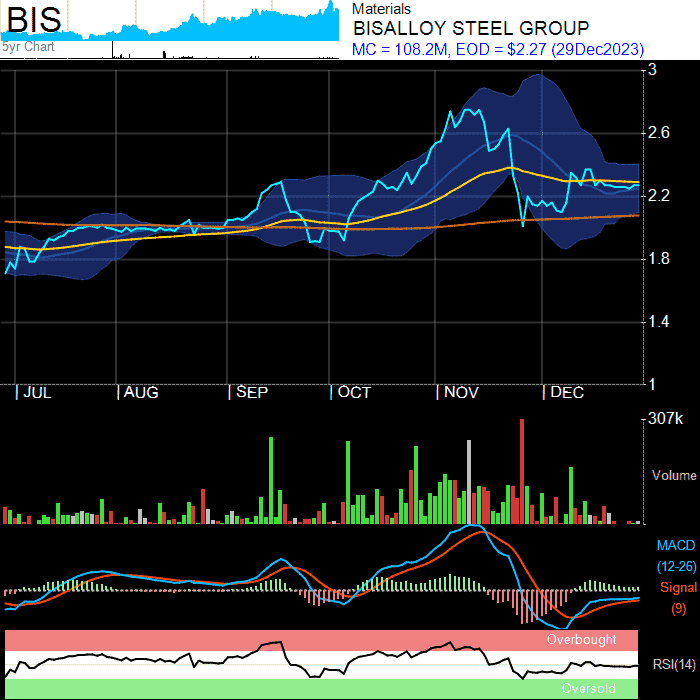 BIS
5yr Chart
Materials
BISALLOY STEEL GROUP
MC = 108.2M, EOD = $2.27 (29Dec2023)
3
2.6
2.2
1.8
1.4
1
JUL
AUG
SEP
OCT
NOV
DEC
307k
Volume
MACD
(12-26)
Signal
(9)
Overbought
RSI(14)
Oversold